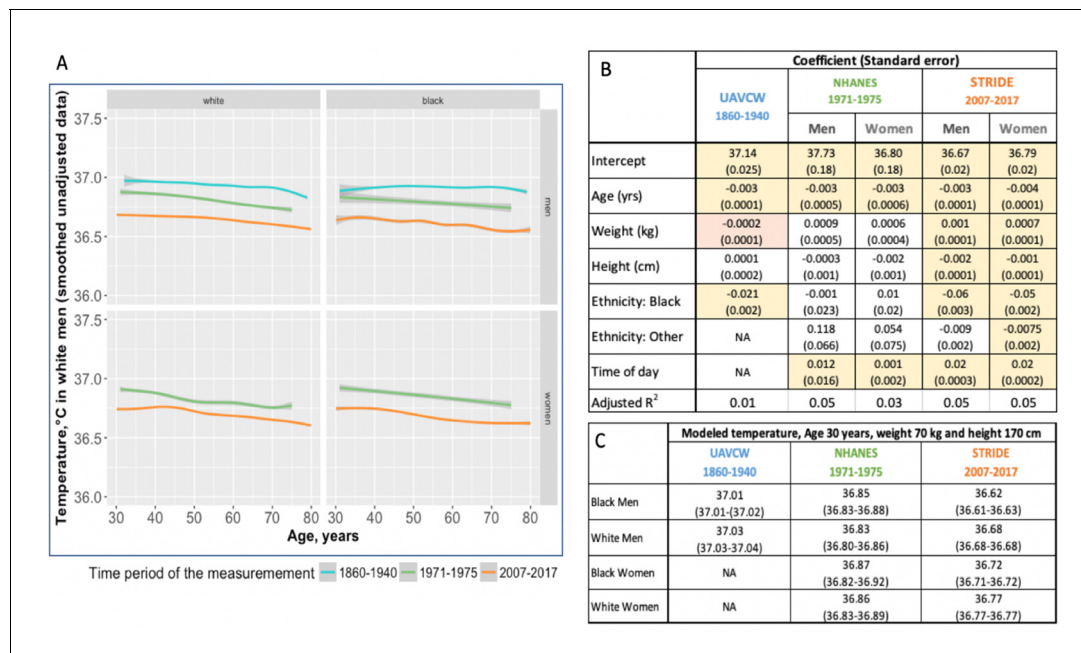 A
white black
Temperature,°C in white men (smoothed unadjusted data)
37.5
37.0
36.5
36.0
men
37.5
37.0
36.5
36.0
women
30 40 50 60 70 80 30 40 50 60 70 80
Age, years
Time period of the measuremement 1860-1940 1971-1975 2007-2017
B
Coefficient (Standard error)
UAVCW
1860-1940
NHANES
1971-1975
STRIDE
2007-2017
Men Women Men Women
Intercept 37.14 37.73 36.80 36.67 36.79
(0.025) (0.18) (0.18) (0.02) (0.02)
Age (yrs) -0.003 -0.003 -0.003 -0.003 -0.004
(0.0001) (0.0005) (0.0006) (0.0001) (0.0001)
Weight (kg) -0.0002 0.0009 0.0006 0.001 0.0007
(0.0001) (0.0005) (0.0004) (0.0001) (0.0001)
Height (cm) 0.0001 -0.0003 -0.002 -0.002 -0.001
(0.0002) (0.001) (0.001) (0.0001) (0.0001)
Ethnicity: Black -0.021 -0.001 0.01 -0.06 -0.05
(0.002) (0.023) (0.02) (0.003) (0.002)
Ethnicity: Other NA 0.118 0.054 -0.009 -0.0075
(0.066) (0.075) (0.002) (0.002)
Time of day NA 0.012 0.001 0.02 0.02
(0.016) (0.002) (0.0003) (0.0002)
Adjusted R² 0.01 0.05 0.03 0.05 0.05
C
Modeled temperature, Age 30 years, weight 70 kg and height 170 cm
UAVCW
1860-1940
NHANES
1971-1975
STRIDE
2007-2017
Black Men 37.01 36.85 36.62
(37.01-(37.02) (36.83-36.88) (36.61-36.63)
White Men 37.03 36.83 36.68
(37.03-37.04) (36.80-36.86) (36.68-36.68)
Black Women NA 36.87 36.72
(36.82-36.92) (36.71-36.72)
White Women NA 36.86 36.77
(36.83-36.89) (36.77-36.77)